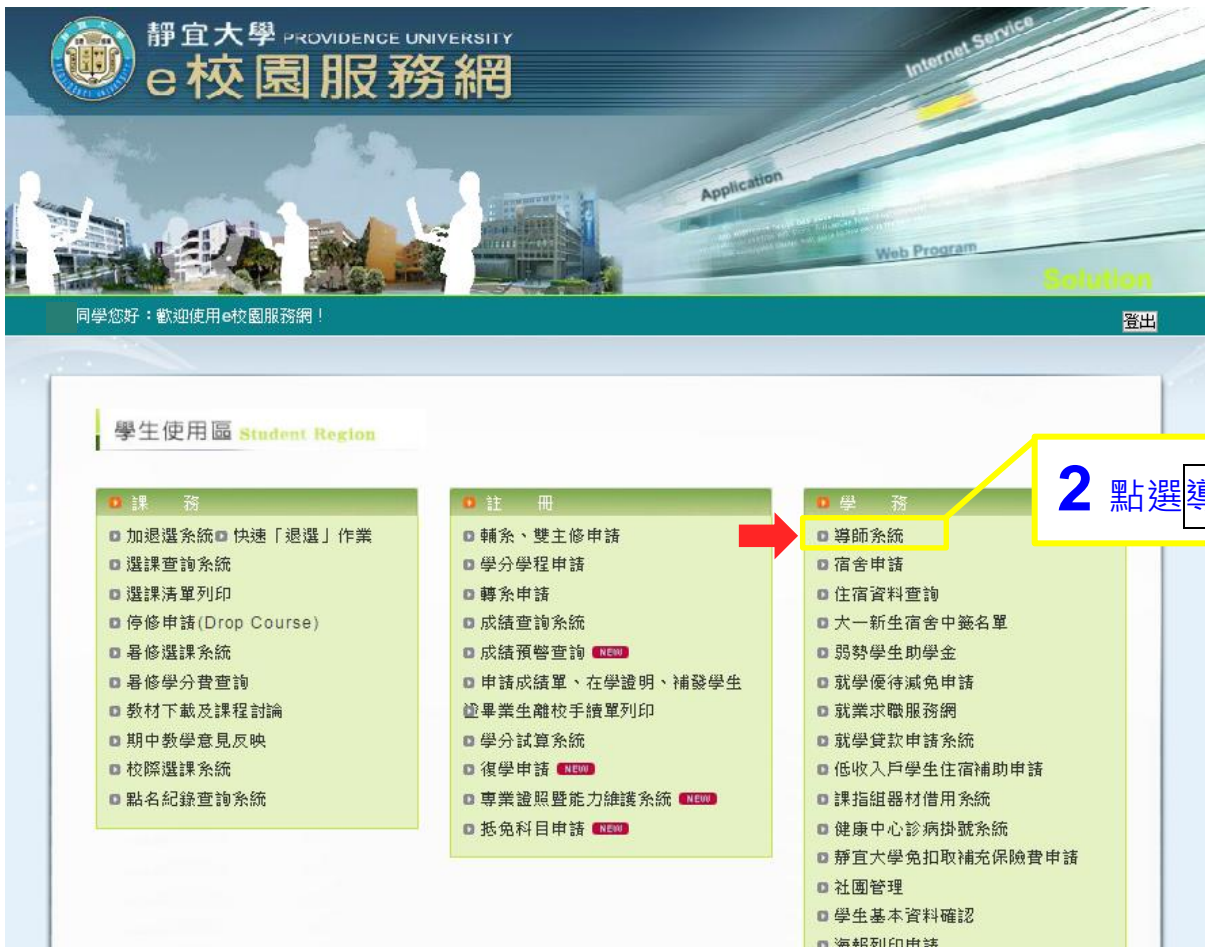 靜宜大學 PROVIDENCE UNIVERSITY
e校園服務網
Internet Service
Application
Web Program
Solution
同學您好：歡迎使用e校園服務網！
登出
學生使用區 Student Region
2 點選導
課 務
加退選系統 快速「退選」作業
選課查詢系統
選課清單列印
停修申請(Drop Course)
暑修選課系統
暑修學分費查詢
教材下載及課程討論
期中教學意見反映
校際選課系統
點名紀錄查詢系統
註 冊
輔系、雙主修申請
學分學程申請
轉系申請
成績查詢系統
成績預警查詢 NEW
申請成績單、在學證明、補發學生
證畢業生離校手續單列印
學分試算系統
復學申請 NEW
專業證照暨能力維護系統 NEW
抵免科目申請 NEW
學 務
導師系統
宿舍申請
住宿資料查詢
大一新生宿舍中籤名單
弱勢學生助學金
就學優待減免申請
就業求職服務網
就學貸款申請系統
低收入戶學生住宿補助申請
課指組器材借用系統
健康中心診病掛號系統
靜宜大學免扣取補充保險費申請
社團管理
學生基本資料確認
海報列印申請